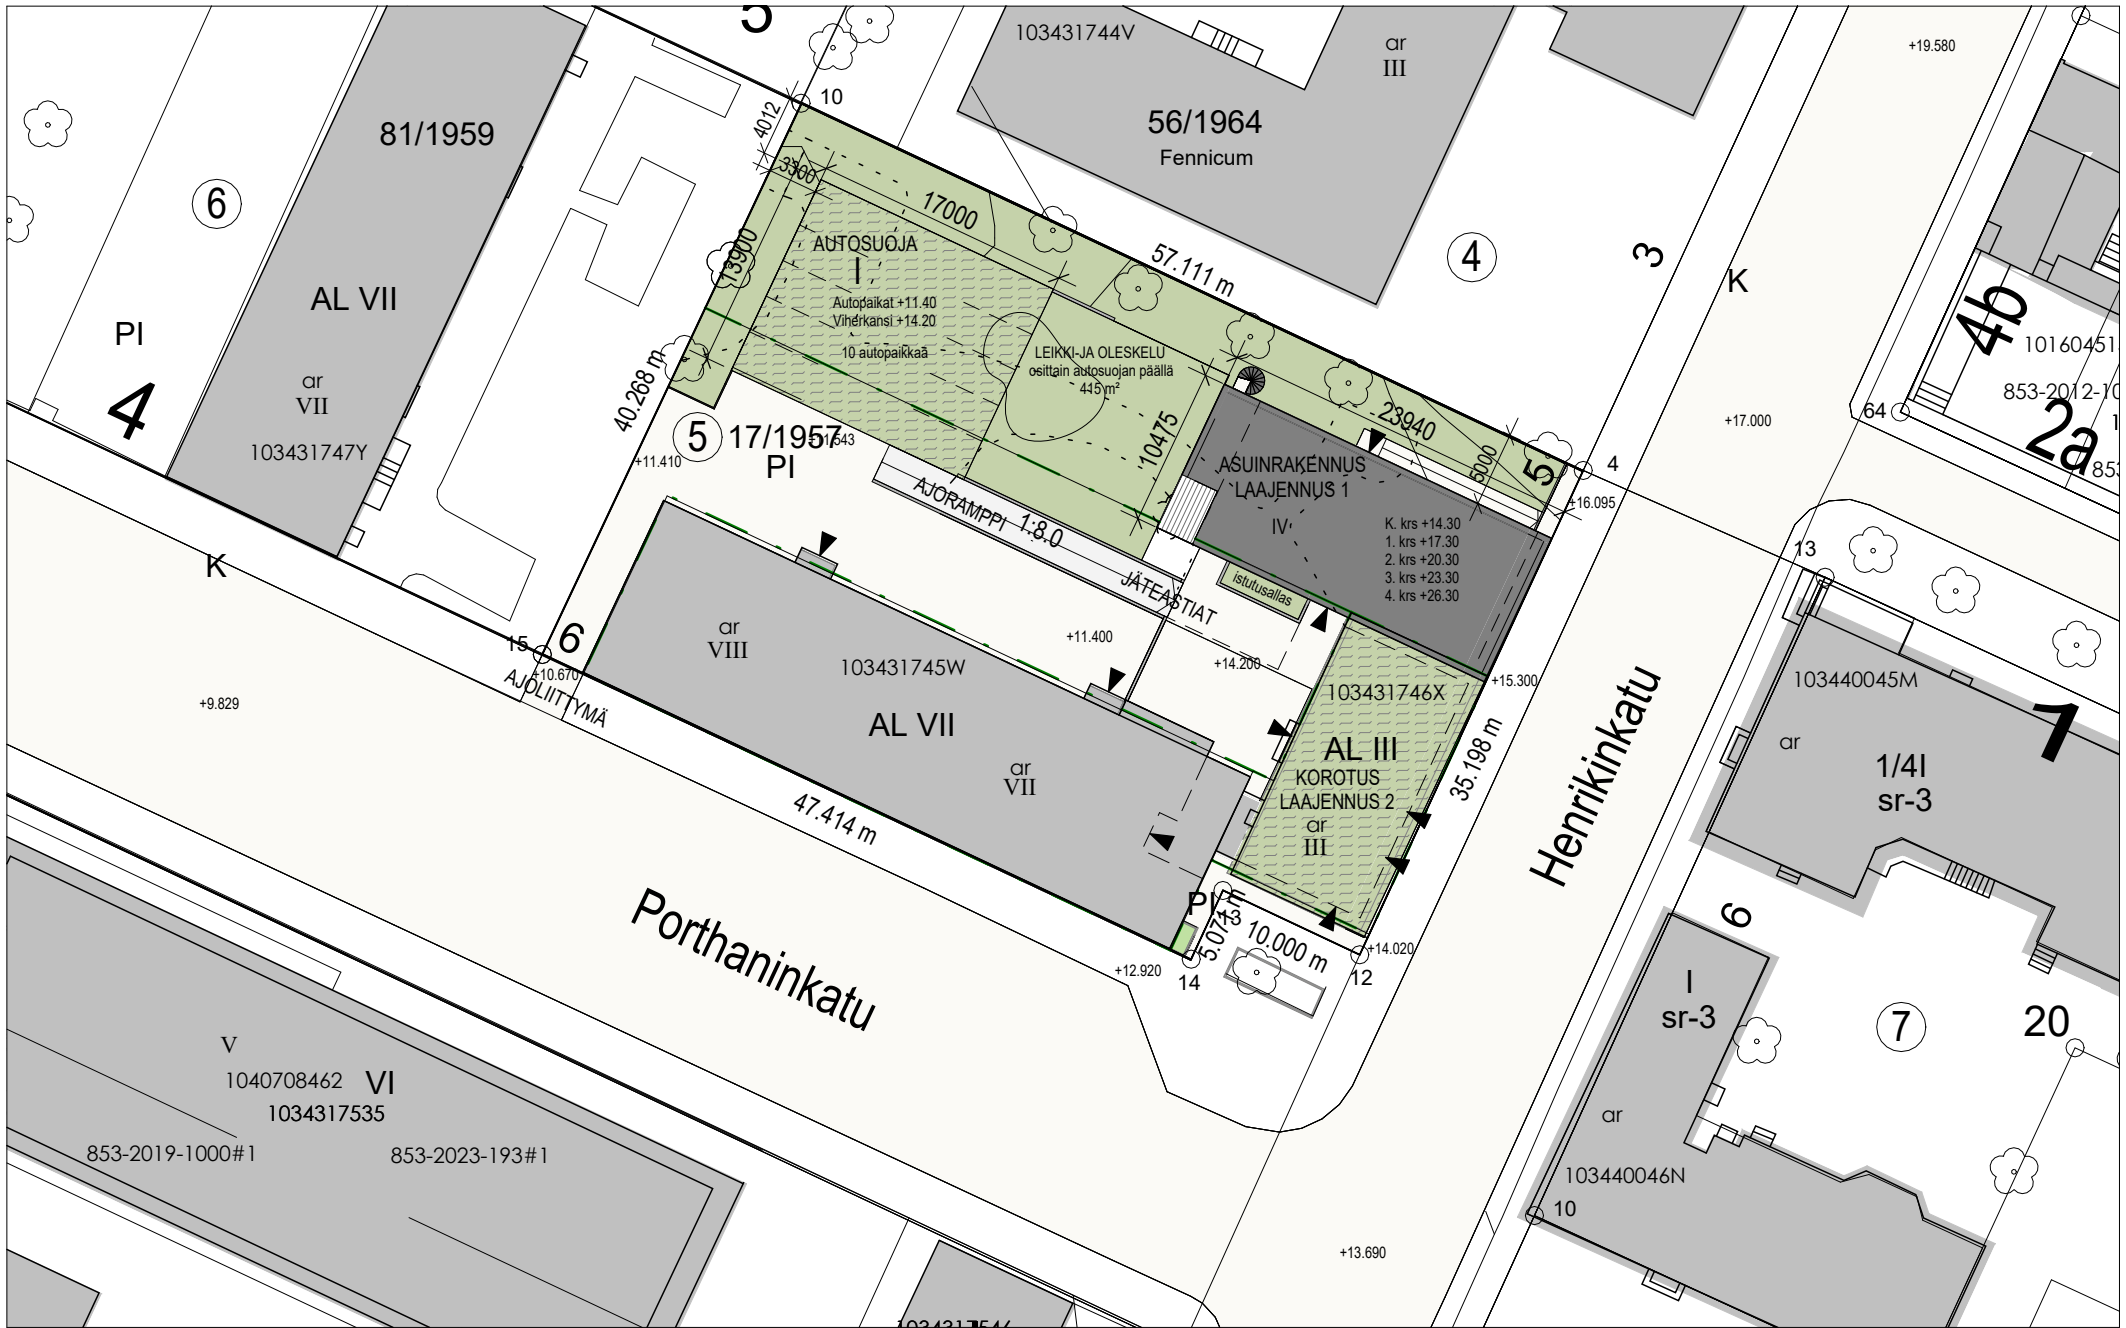 5
103431744V
ar
III
+19.580
10
4012
81/1959
56/1964
Fennicum
3300
6
17000
13900
AUTOSUOJA
I
57.111 m
4
3
K
Autopaikat +11.40
Viherkansi +14.20
10 autopaikkaa
AL VII
PI
LEIKKI-JA OLESKELU
osittain autosuojan päällä
415 m²
4b
ar
VII
4
40.268 m
23940
10475
64
+17.000
2a
5
17/1957
PI
+11.543
103431747Y
+11.410
ASUINRAKENNUS
LAAJENNUS 1
IV
5000
5
4
+16.095
AJORAMPPI 1:8.0
K. krs +14.30
1. krs +17.30
2. krs +20.30
3. krs +23.30
4. krs +26.30
13
K
JÄTEASTIAT
istutusallas
15
6
+10.670
AJOLIITTYMÄ
ar
VIII
103431745W
+11.400
+14.200
103431746X
+15.300
103440045M
+9.829
AL VII
ar
VII
AL III
KOROTUS
LAAJENNUS 2
ar
III
35.198 m
Henrikinkatu
ar
1
1/4I
sr-3
47.414 m
Porthaninkatu
PI
13
5.071 m
10.000 m
+14.020
12
+12.920
14
6
I
sr-3
7
20
V
1040708462
VI
1034317535
853-2019-1000#1
853-2023-193#1
ar
103440046N
10
+13.690